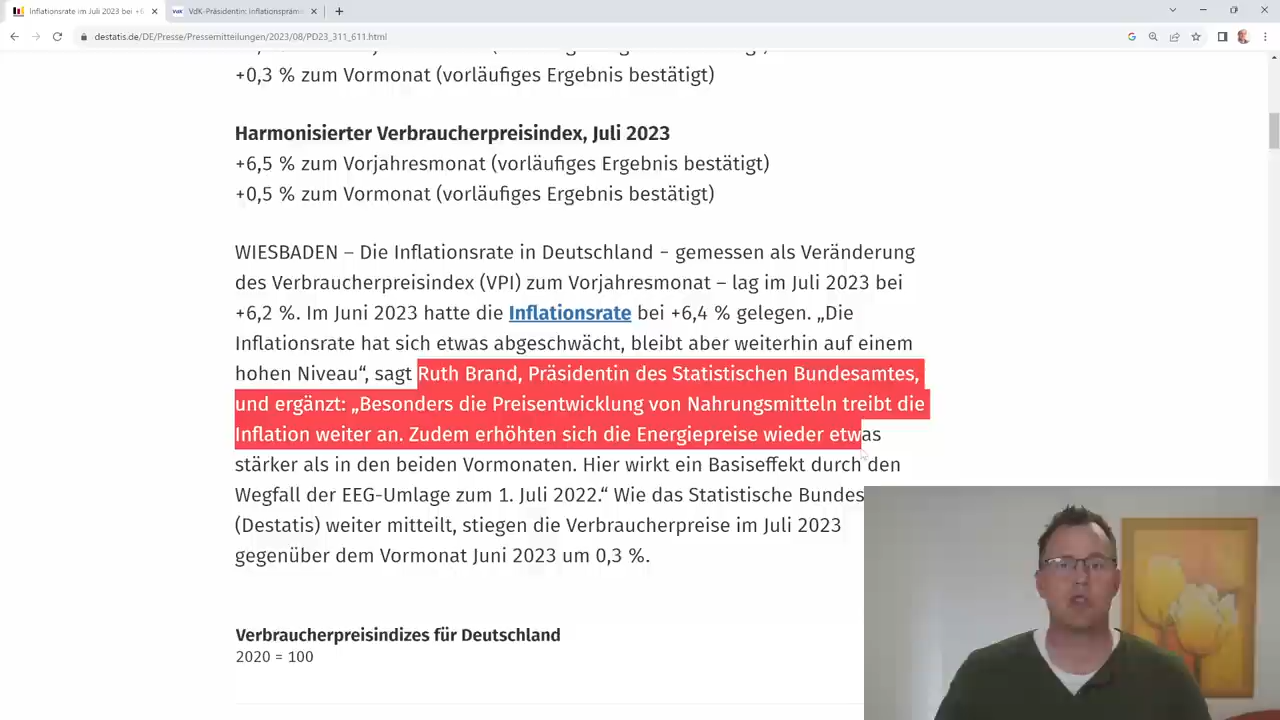 Inflationsrate im Juli 2023 bei +6
VdK-Präsidentin: Inflationspräm
destatis.de/DE/Presse/Pressemitteilungen/2023/08/PD23_311_611.html
+0,3 % zum Vormonat (vorläufiges Ergebnis bestätigt)
Harmonisierter Verbraucherpreisindex, Juli 2023
+6,5 % zum Vorjahresmonat (vorläufiges Ergebnis bestätigt)
+0,5 % zum Vormonat (vorläufiges Ergebnis bestätigt)
WIESBADEN – Die Inflationsrate in Deutschland − gemessen als Veränderung
des Verbraucherpreisindex (VPI) zum Vorjahresmonat – lag im Juli 2023 bei
+6,2 %. Im Juni 2023 hatte die Inflationsrate bei +6,4 % gelegen. „Die
Inflationsrate hat sich etwas abgeschwächt, bleibt aber weiterhin auf einem
hohen Niveau“, sagt Ruth Brand, Präsidentin des Statistischen Bundesamtes,
und ergänzt: „Besonders die Preisentwicklung von Nahrungsmitteln treibt die
Inflation weiter an. Zudem erhöhten sich die Energiepreise wieder etwas
stärker als in den beiden Vormonaten. Hier wirkt ein Basiseffekt durch den
Wegfall der EEG-Umlage zum 1. Juli 2022.“ Wie das Statistische Bundes
(Destatis) weiter mitteilt, stiegen die Verbraucherpreise im Juli 2023
gegenüber dem Vormonat Juni 2023 um 0,3 %.
Verbraucherpreisindizes für Deutschland
2020 = 100